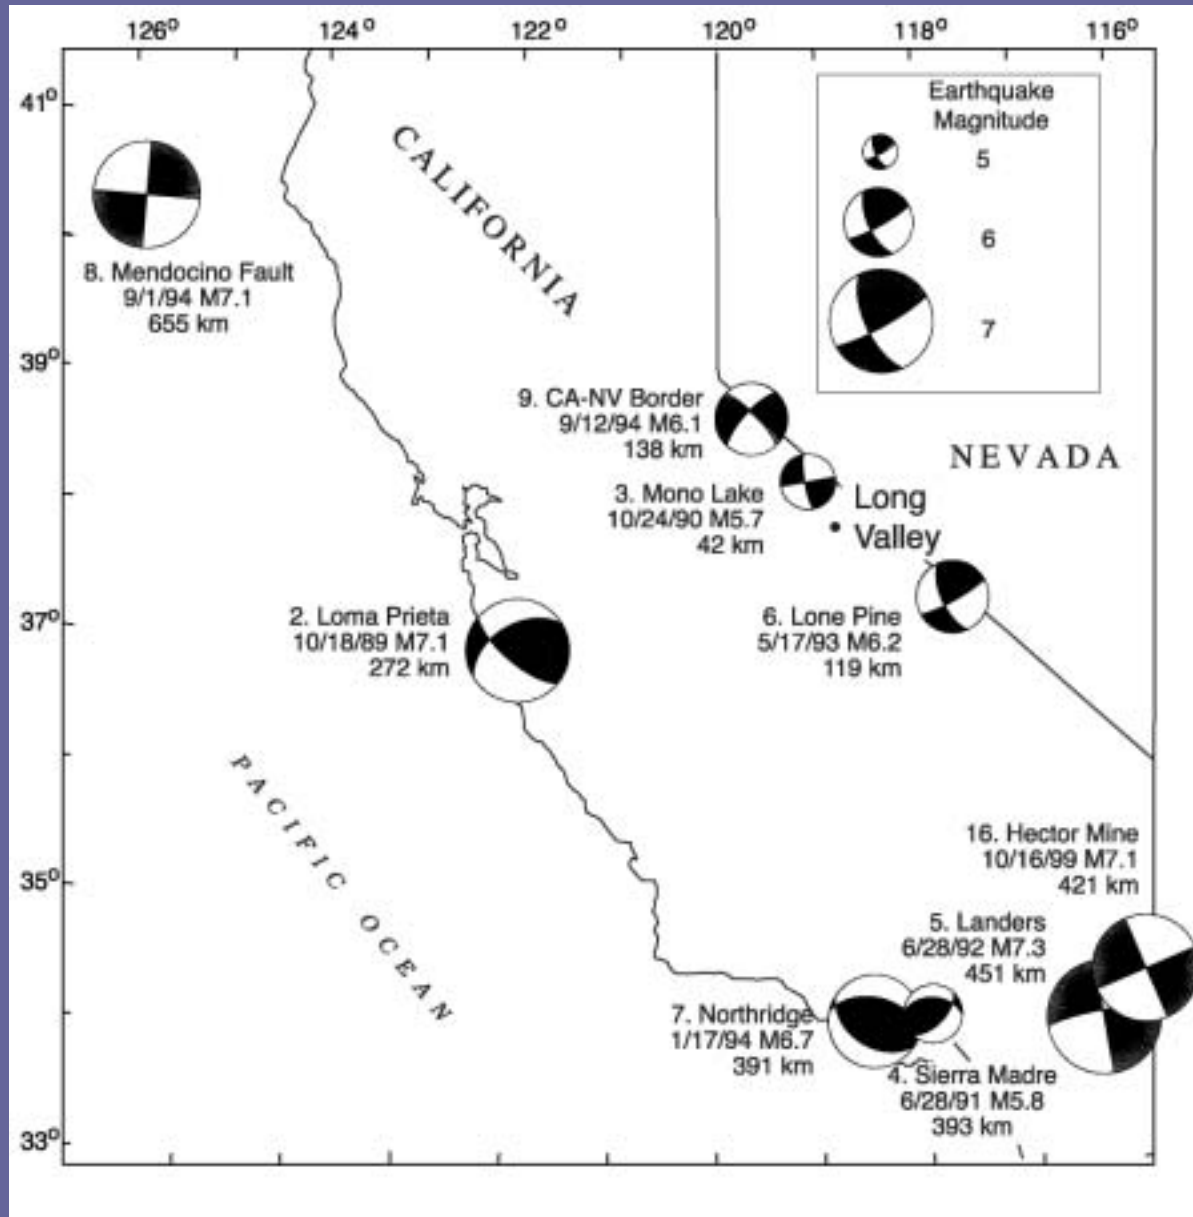 126° 124° 122° 120° 118° 116°
41°
39°
37°
35°
33°
CALIFORNIA
Earthquake
Magnitude
5
6
7
8. Mendocino Fault
9/1/94 M7.1
655 km
9. CA-NV Border
9/12/94 M6.1
138 km
NEVADA
3. Mono Lake
10/24/90 M5.7
42 km
Long
Valley
2. Loma Prieta
10/18/89 M7.1
272 km
6. Lone Pine
5/17/93 M6.2
119 km
PACIFIC OCEAN
16. Hector Mine
10/16/99 M7.1
421 km
5. Landers
6/28/92 M7.3
451 km
7. Northridge
1/17/94 M6.7
391 km
4. Sierra Madre
6/28/91 M5.8
393 km